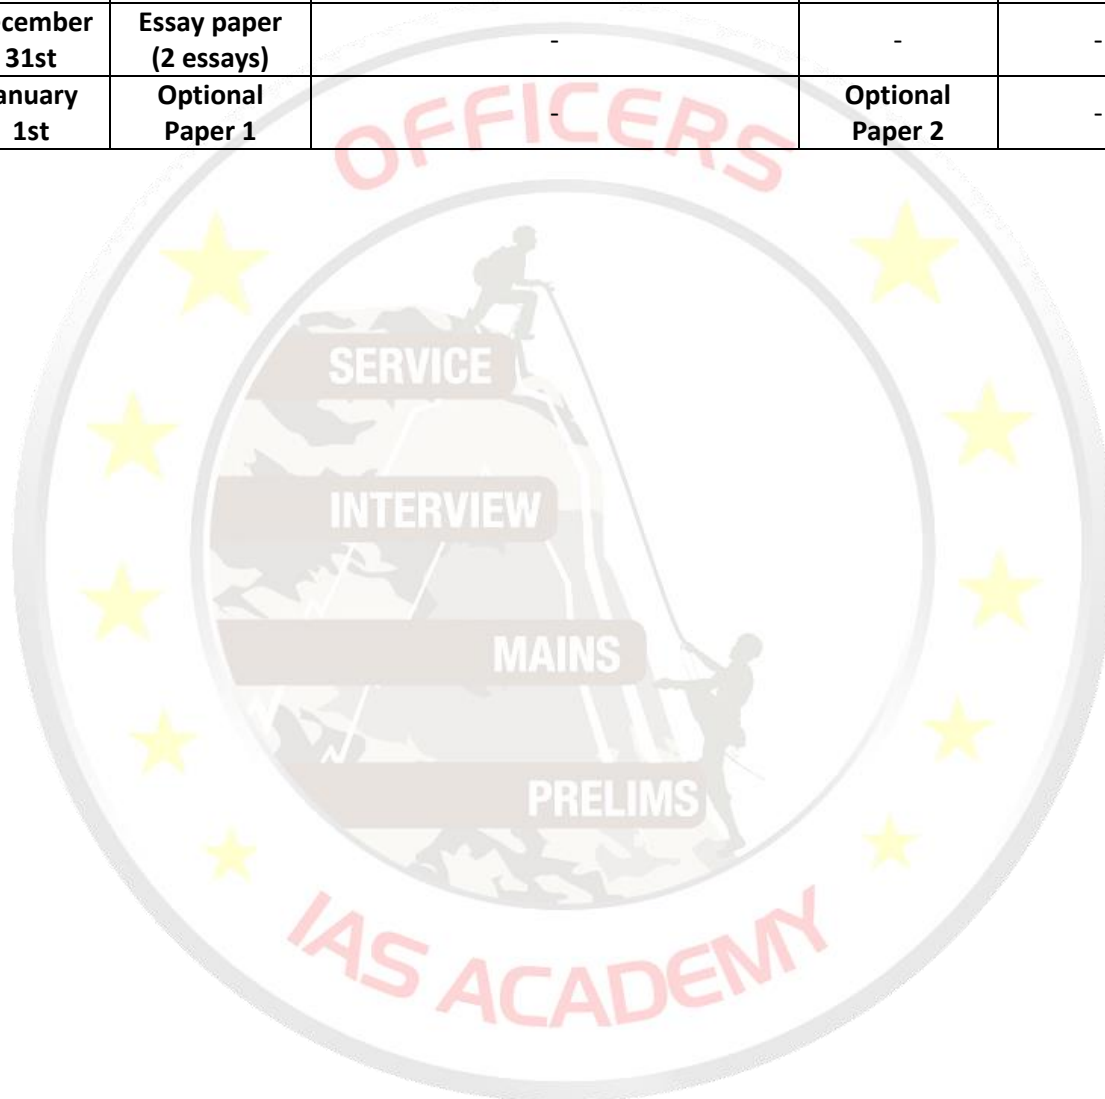 cember Essay paper - - -
31st (2 essays)
anuary Optional - Optional -
1st Paper 1 Paper 2
OFFICERS
SERVICE
INTERVIEW
MAINS
PRELIMS
IAS ACADEMY